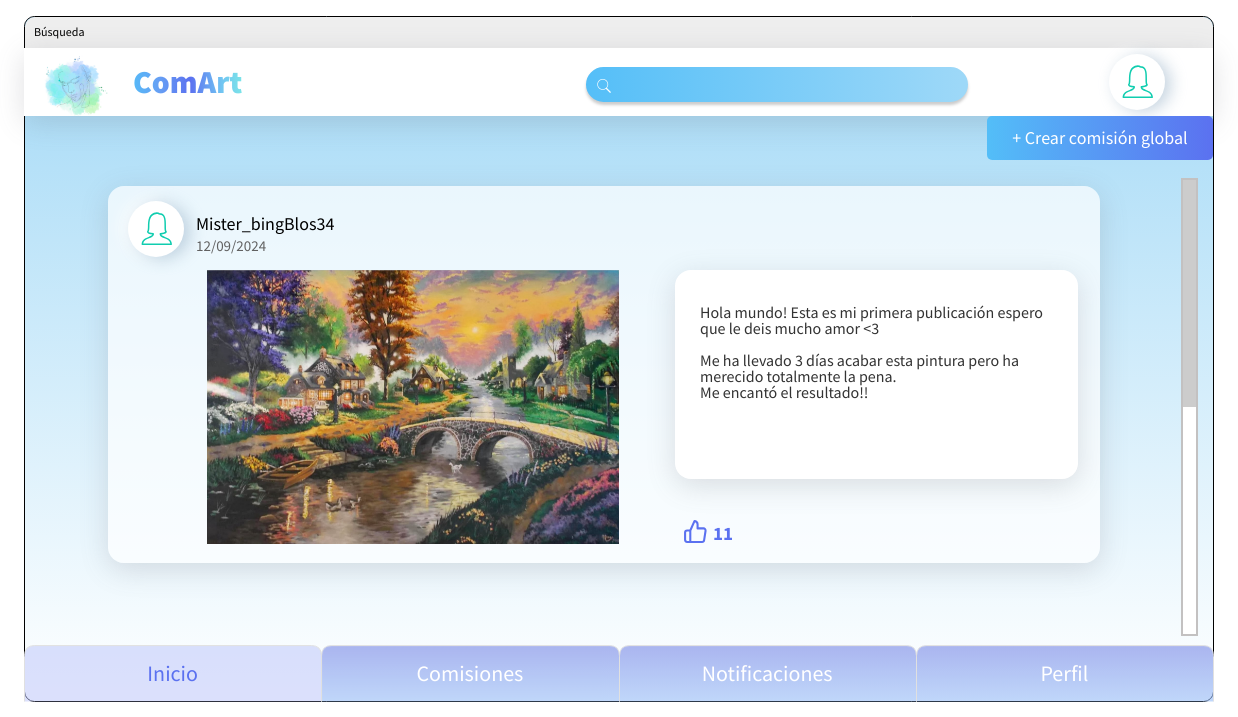 Búsqueda
ComArt
+ Crear comisión global
Mister_bingBlos34
12/09/2024
Hola mundo! Esta es mi primera publicación espero
que le deis mucho amor <3
Me ha llevado 3 días acabar esta pintura pero ha
merecido totalmente la pena.
Me encantó el resultado!!
11
Inicio
Comisiones
Notificaciones
Perfil